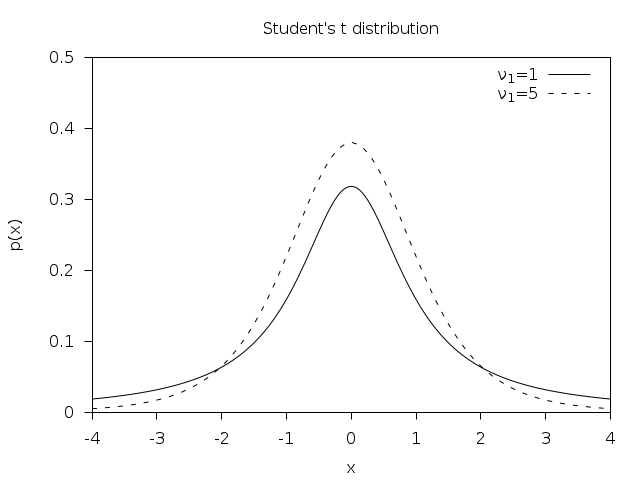 Student's t distribution
0.5
0.4
0.3
0.2
0.1
0
p(x)
ν₁=1
ν₁=5
-4 -3 -2 -1 0 1 2 3 4
x